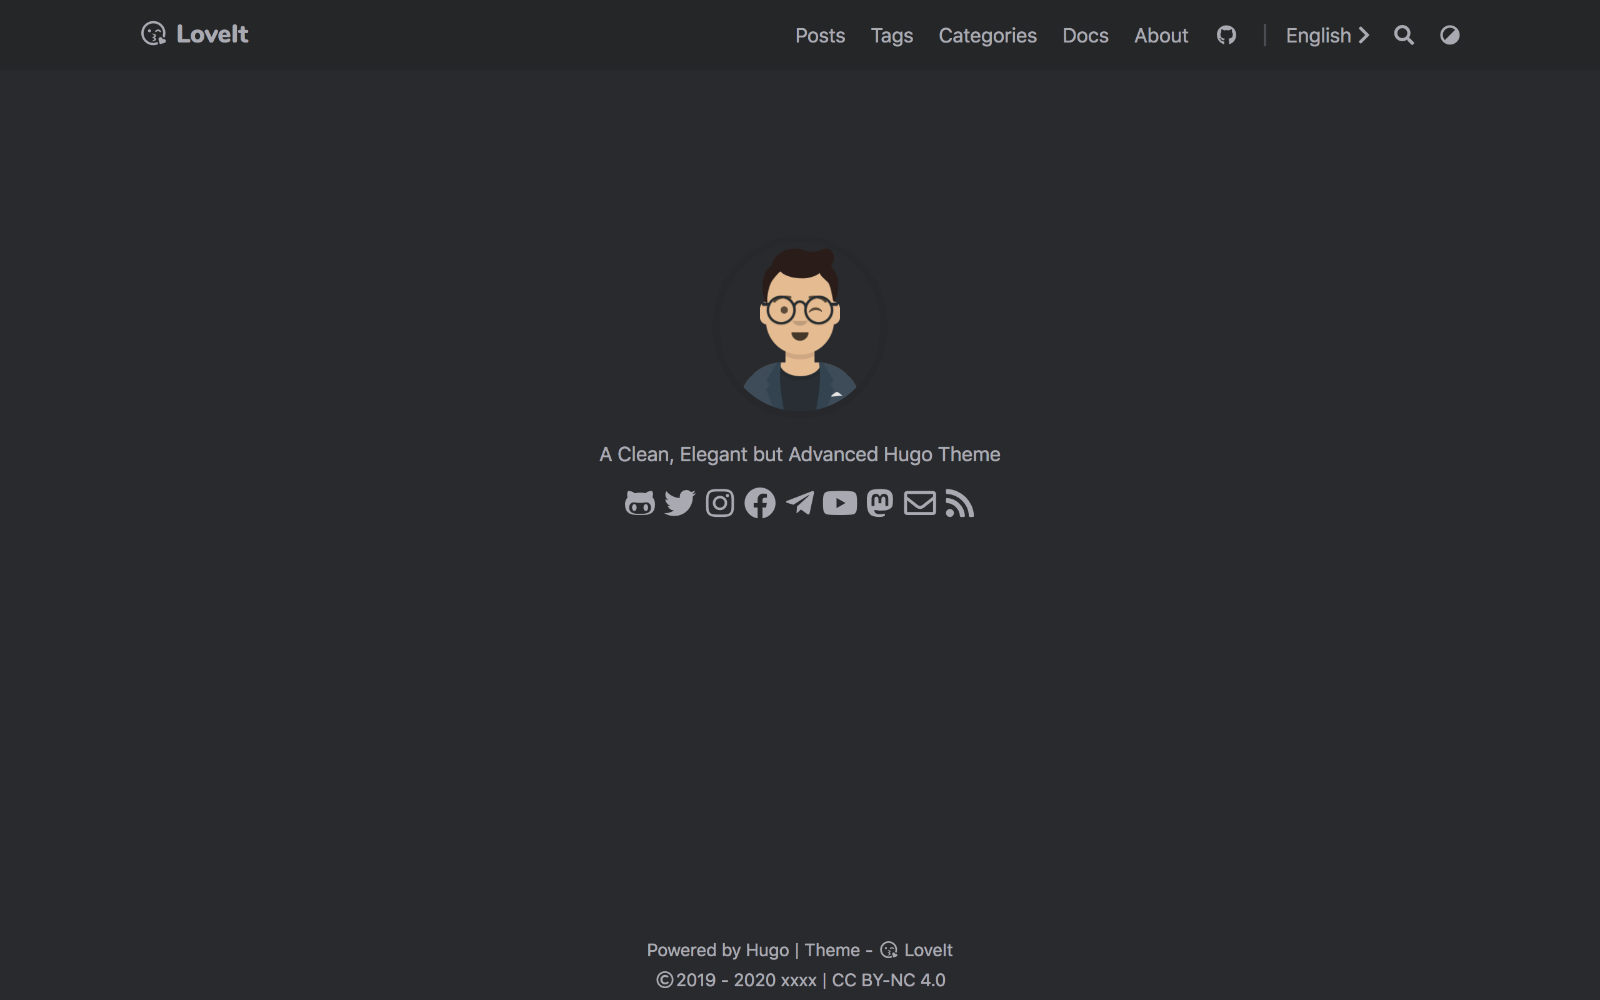 LoveIt
Posts Tags Categories Docs About | English
A Clean, Elegant but Advanced Hugo Theme
Powered by Hugo | Theme - LoveIt
©2019 - 2020 xxxx | CC BY-NC 4.0